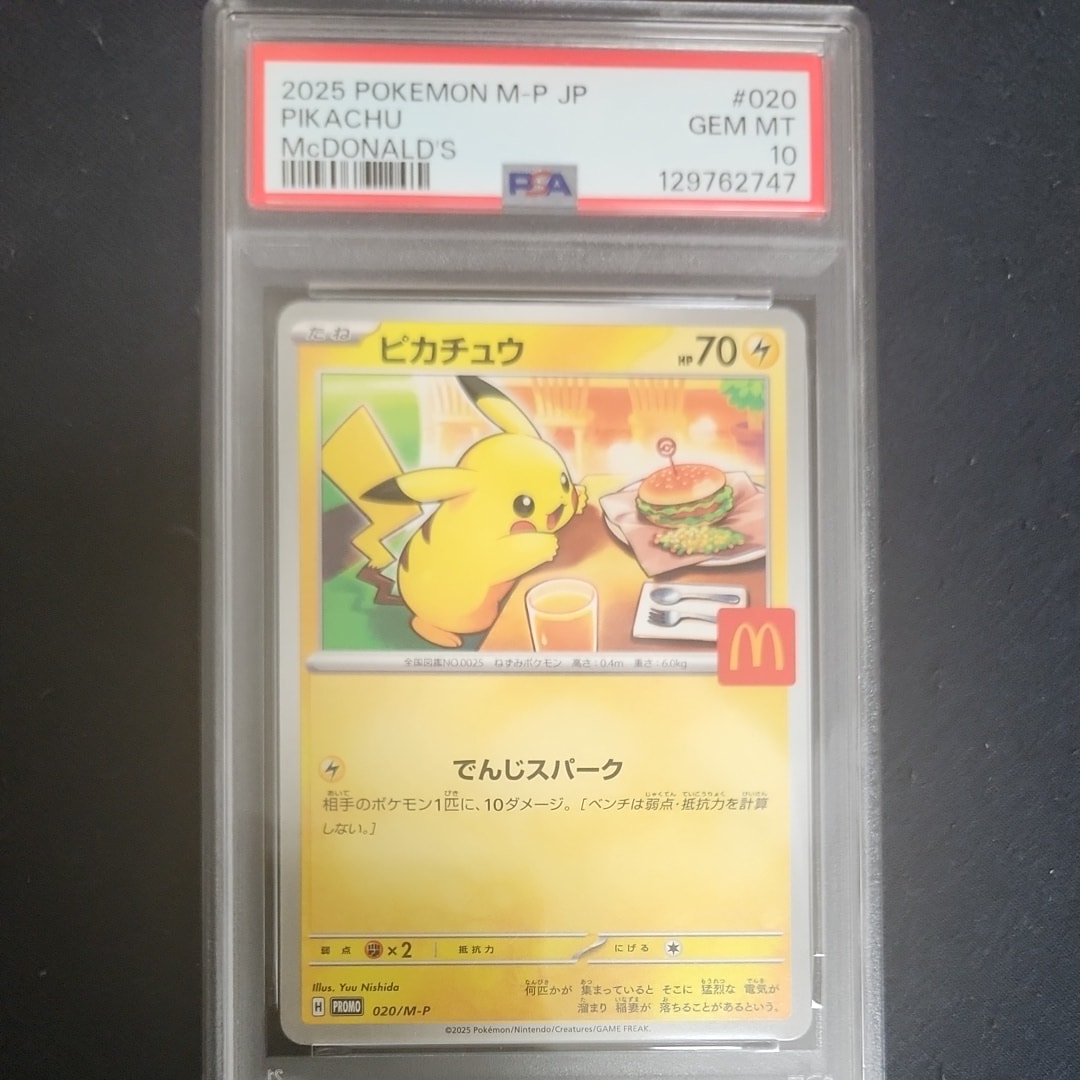 2025 POKEMON M-P JP #020
PIKACHU GEM MT
McDONALD'S 10
129762747
PSA
たね ピカチュウ HP70
全国図鑑NO.0025 ねずみポケモン 高さ:0.4m 重さ:6.0kg
でんじスパーク
相手のポケモン1匹に、10ダメージ。[ベンチは弱点・抵抗力を計算
しない。]
弱点 ×2 抵抗力 にげる
Illus. Yuu Nishida
何匹かが 集まっていると そこに 猛烈な 電気が
溜まり 稲妻が 落ちることがあるという。
H PROMO 020/M-P
©2025 Pokémon/Nintendo/Creatures/GAME FREAK.